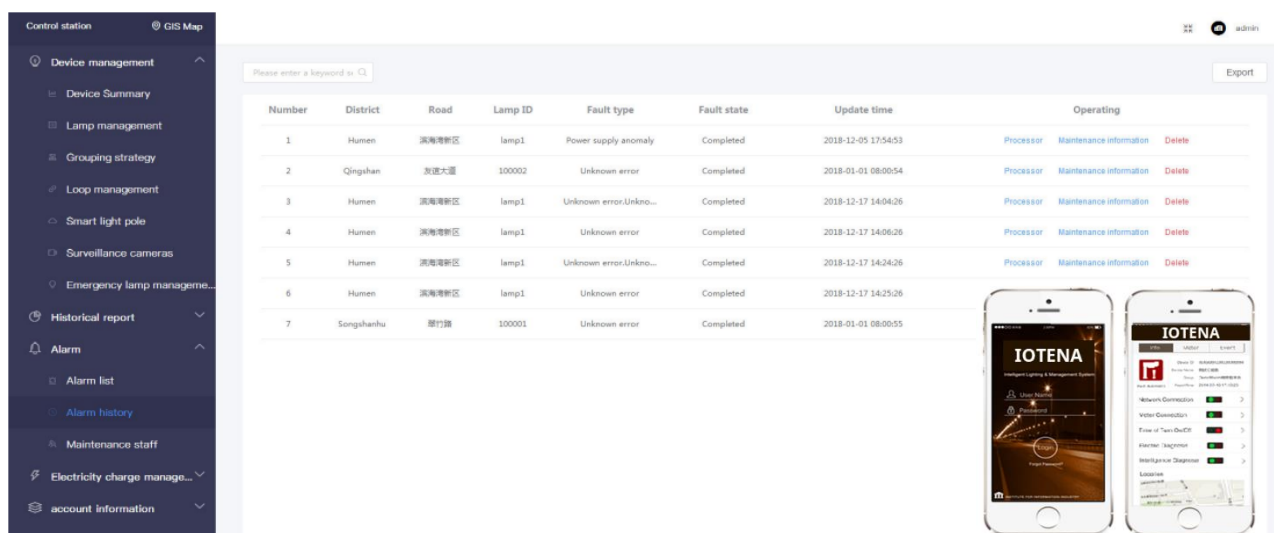 Control station GIS Map
admin
Device management
Device Summary
Lamp management
Grouping strategy
Loop management
Smart light pole
Surveillance cameras
Emergency lamp manageme...
Historical report
Alarm
Alarm list
Alarm history
Maintenance staff
Electricity charge manage...
account information
Please enter a keyword
Export
Number District Road Lamp ID Fault type Fault state Update time Operating
1 Humen 滨海湾新区 lamp1 Power supply anomaly Completed 2018-12-05 17:54:53 Processor Maintenance information Delete
2 Qingshan 友谊大道 100002 Unknown error Completed 2018-01-01 08:00:54 Processor Maintenance information Delete
3 Humen 滨海湾新区 lamp1 Unknown error.Unkno... Completed 2018-12-17 14:04:26 Processor Maintenance information Delete
4 Humen 滨海湾新区 lamp1 Unknown error Completed 2018-12-17 14:06:26 Processor Maintenance information Delete
5 Humen 滨海湾新区 lamp1 Unknown error.Unkno... Completed 2018-12-17 14:24:26 Processor Maintenance information Delete
6 Humen 滨海湾新区 lamp1 Unknown error Completed 2018-12-17 14:25:26
7 Songshanhu 翠竹路 100001 Unknown error Completed 2018-01-01 08:00:55
IOTENA
Intelligent Lighting & Management System
User Name
Password
Login
Forgot Password?
IOTENA
Network Connection
Electric Diagnose
Intelligence Diagnose
Location